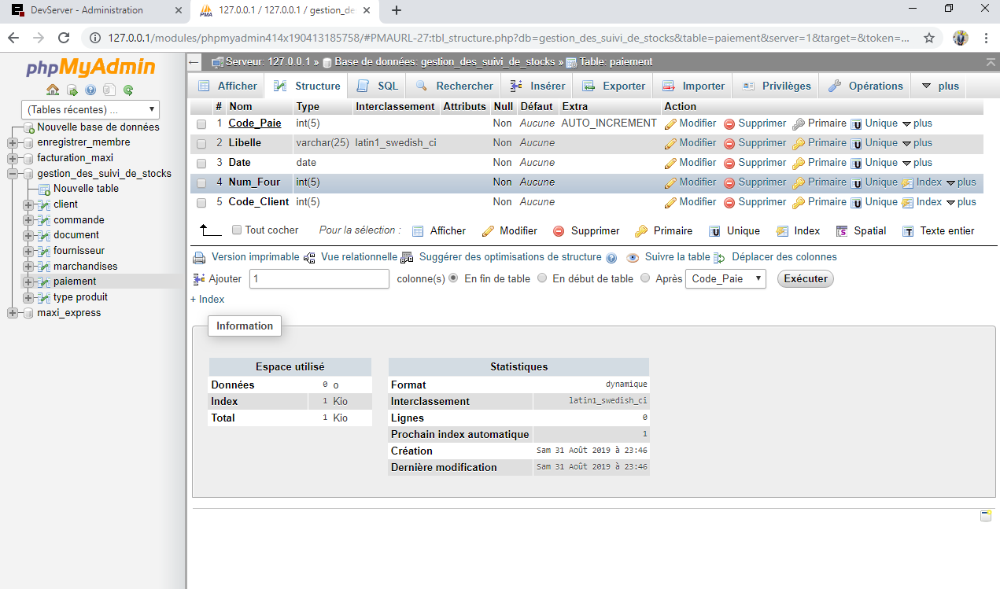 DevServer - Administration
127.0.0.1 / 127.0.0.1 / gestion_de
127.0.0.1/modules/phpmyadmin414x190413185758/#PMAURL-27:tbl_structure.php?db=gestion_des_suivi_de_stocks&table=paiement&server=1&target=&token=...
phpMyAdmin
(Tables récentes) ...
Nouvelle base de données
enregistrer_membre
facturation_maxi
gestion_des_suivi_de_stocks
Nouvelle table
client
commande
document
fournisseur
marchandises
paiement
type produit
maxi_express
Serveur: 127.0.0.1 » Base de données: gestion_des_suivi_de_stocks » Table: paiement
Afficher Structure SQL Rechercher Insérer Exporter Importer Privilèges Opérations plus
# Nom Type Interclassement Attributs Null Défaut Extra Action
1 Code_Paie int(5) Non Aucune AUTO_INCREMENT Modifier Supprimer Primaire Unique plus
2 Libelle varchar(25) latin1_swedish_ci Non Aucune Modifier Supprimer Primaire Unique plus
3 Date date Non Aucune Modifier Supprimer Primaire Unique plus
4 Num_Four int(5) Non Aucune Modifier Supprimer Primaire Unique Index plus
5 Code_Client int(5) Non Aucune Modifier Supprimer Primaire Unique Index plus
Tout cocher Pour la sélection : Afficher Modifier Supprimer Primaire Unique Index Spatial Texte entier
Version imprimable Vue relationnelle Suggérer des optimisations de structure Suivre la table Déplacer des colonnes
Ajouter 1 colonne(s) En fin de table En début de table Après Code_Paie Exécuter
+ Index
Information
Espace utilisé
Données 0 o
Index 1 Kio
Total 1 Kio
Statistiques
Format dynamique
Interclassement latin1_swedish_ci
Lignes 0
Prochain index automatique 1
Création Sam 31 Août 2019 à 23:46
Dernière modification Sam 31 Août 2019 à 23:46